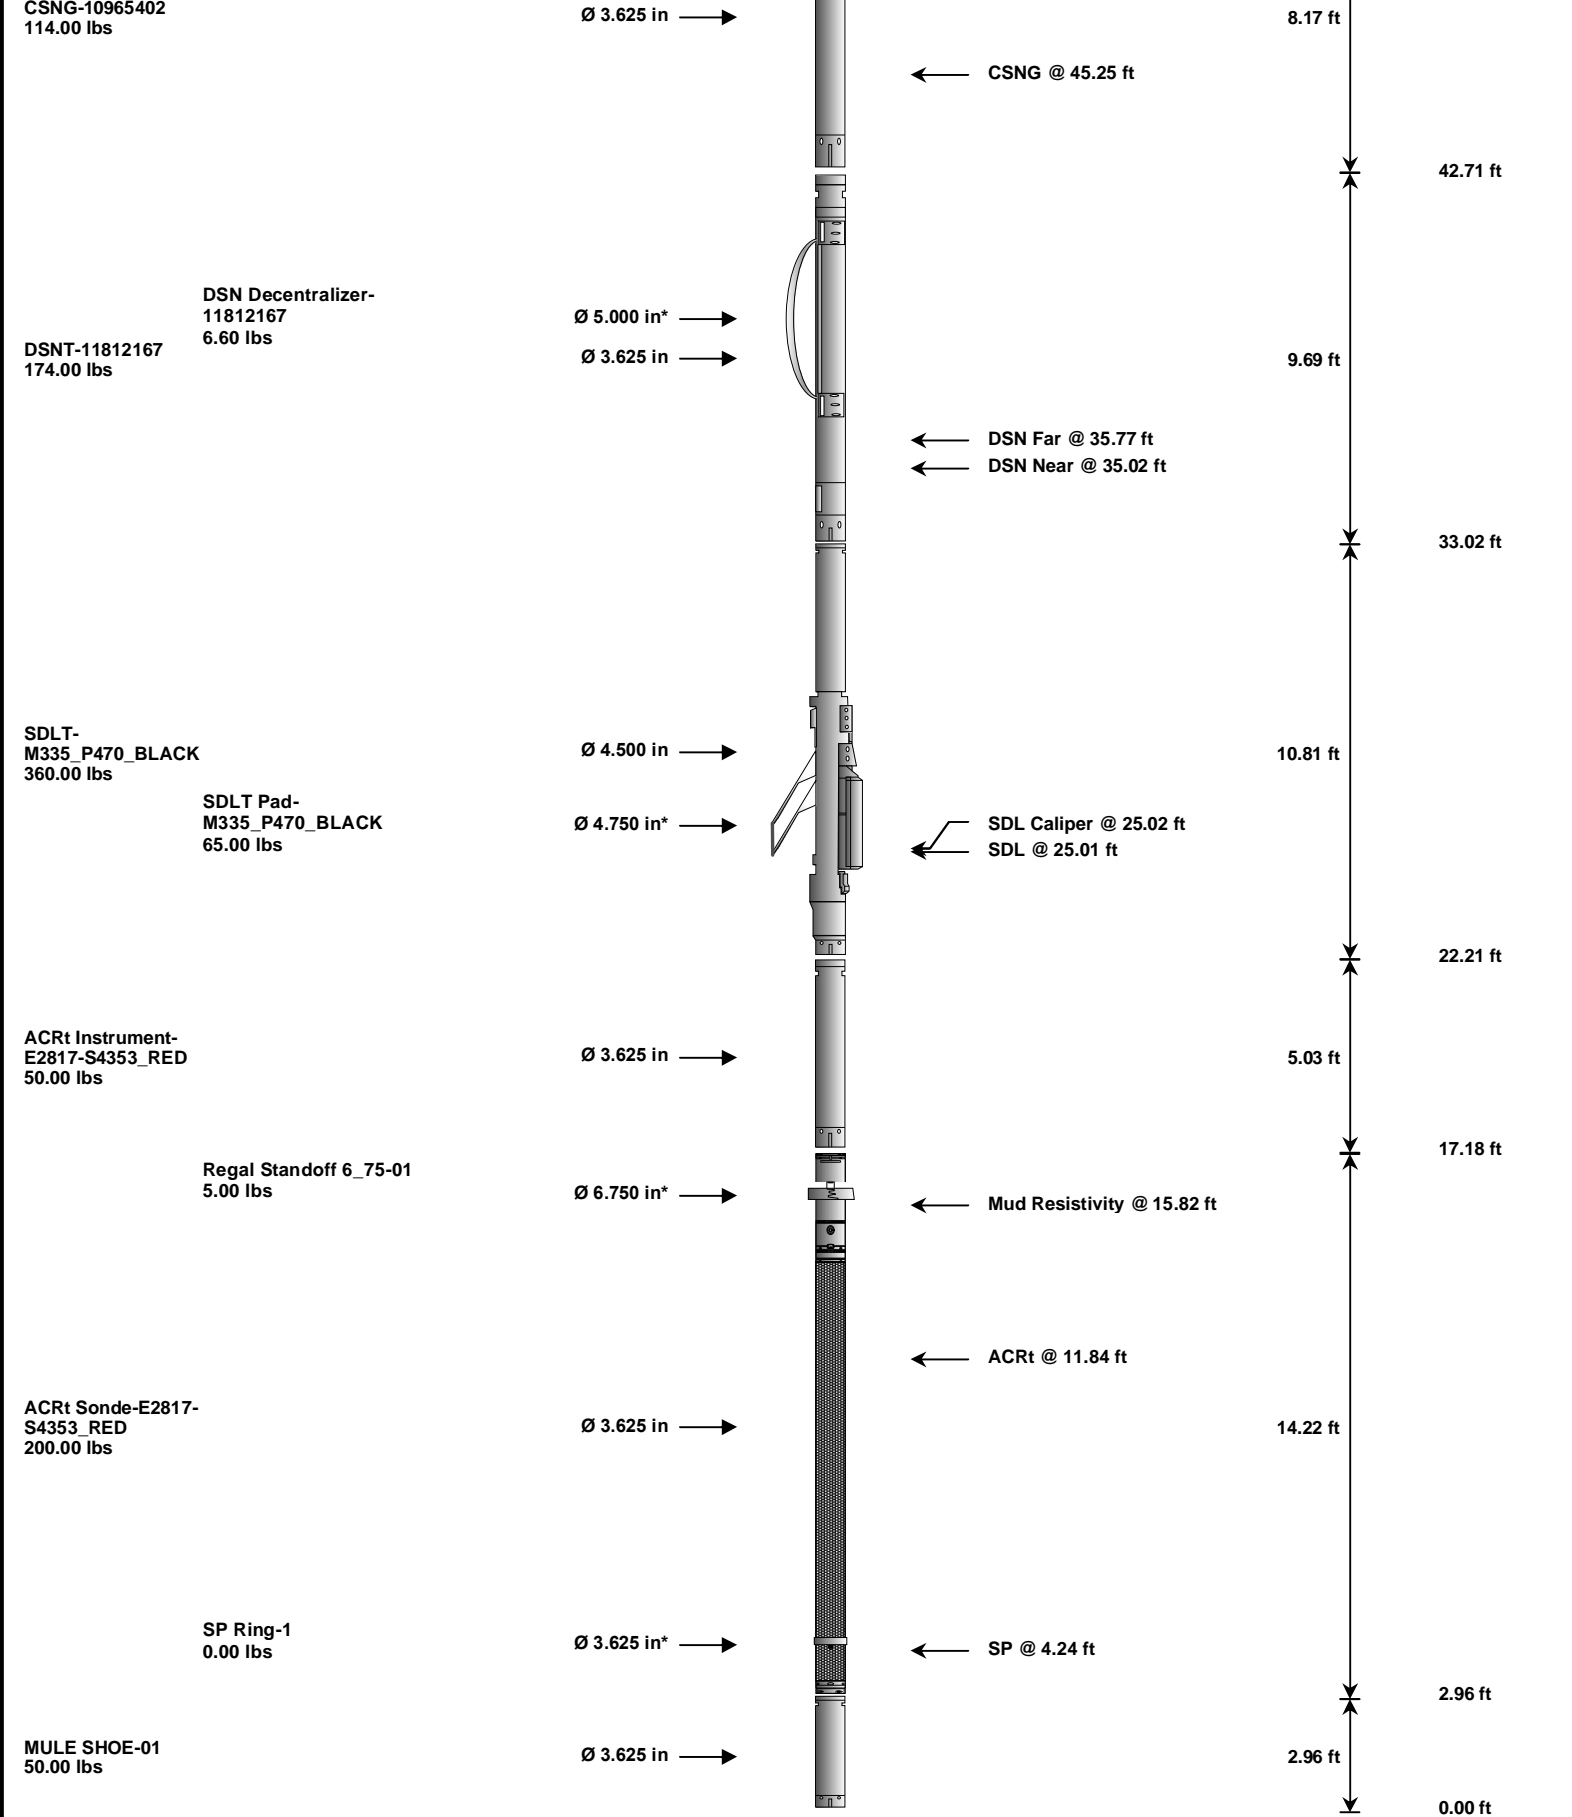 CSNG-10965402
114.00 lbs
Ø 3.625 in
8.17 ft
CSNG @ 45.25 ft
42.71 ft
DSN Decentralizer-
11812167
6.60 lbs
Ø 5.000 in*
DSNT-11812167
174.00 lbs
Ø 3.625 in
9.69 ft
DSN Far @ 35.77 ft
DSN Near @ 35.02 ft
33.02 ft
SDLT-
M335_P470_BLACK
360.00 lbs
Ø 4.500 in
10.81 ft
SDLT Pad-
M335_P470_BLACK
65.00 lbs
Ø 4.750 in*
SDL Caliper @ 25.02 ft
SDL @ 25.01 ft
22.21 ft
ACRt Instrument-
E2817-S4353_RED
50.00 lbs
Ø 3.625 in
5.03 ft
17.18 ft
Regal Standoff 6_75-01
5.00 lbs
Ø 6.750 in*
Mud Resistivity @ 15.82 ft
ACRt @ 11.84 ft
ACRt Sonde-E2817-
S4353_RED
200.00 lbs
Ø 3.625 in
14.22 ft
SP Ring-1
0.00 lbs
Ø 3.625 in*
SP @ 4.24 ft
2.96 ft
MULE SHOE-01
50.00 lbs
Ø 3.625 in
2.96 ft
0.00 ft